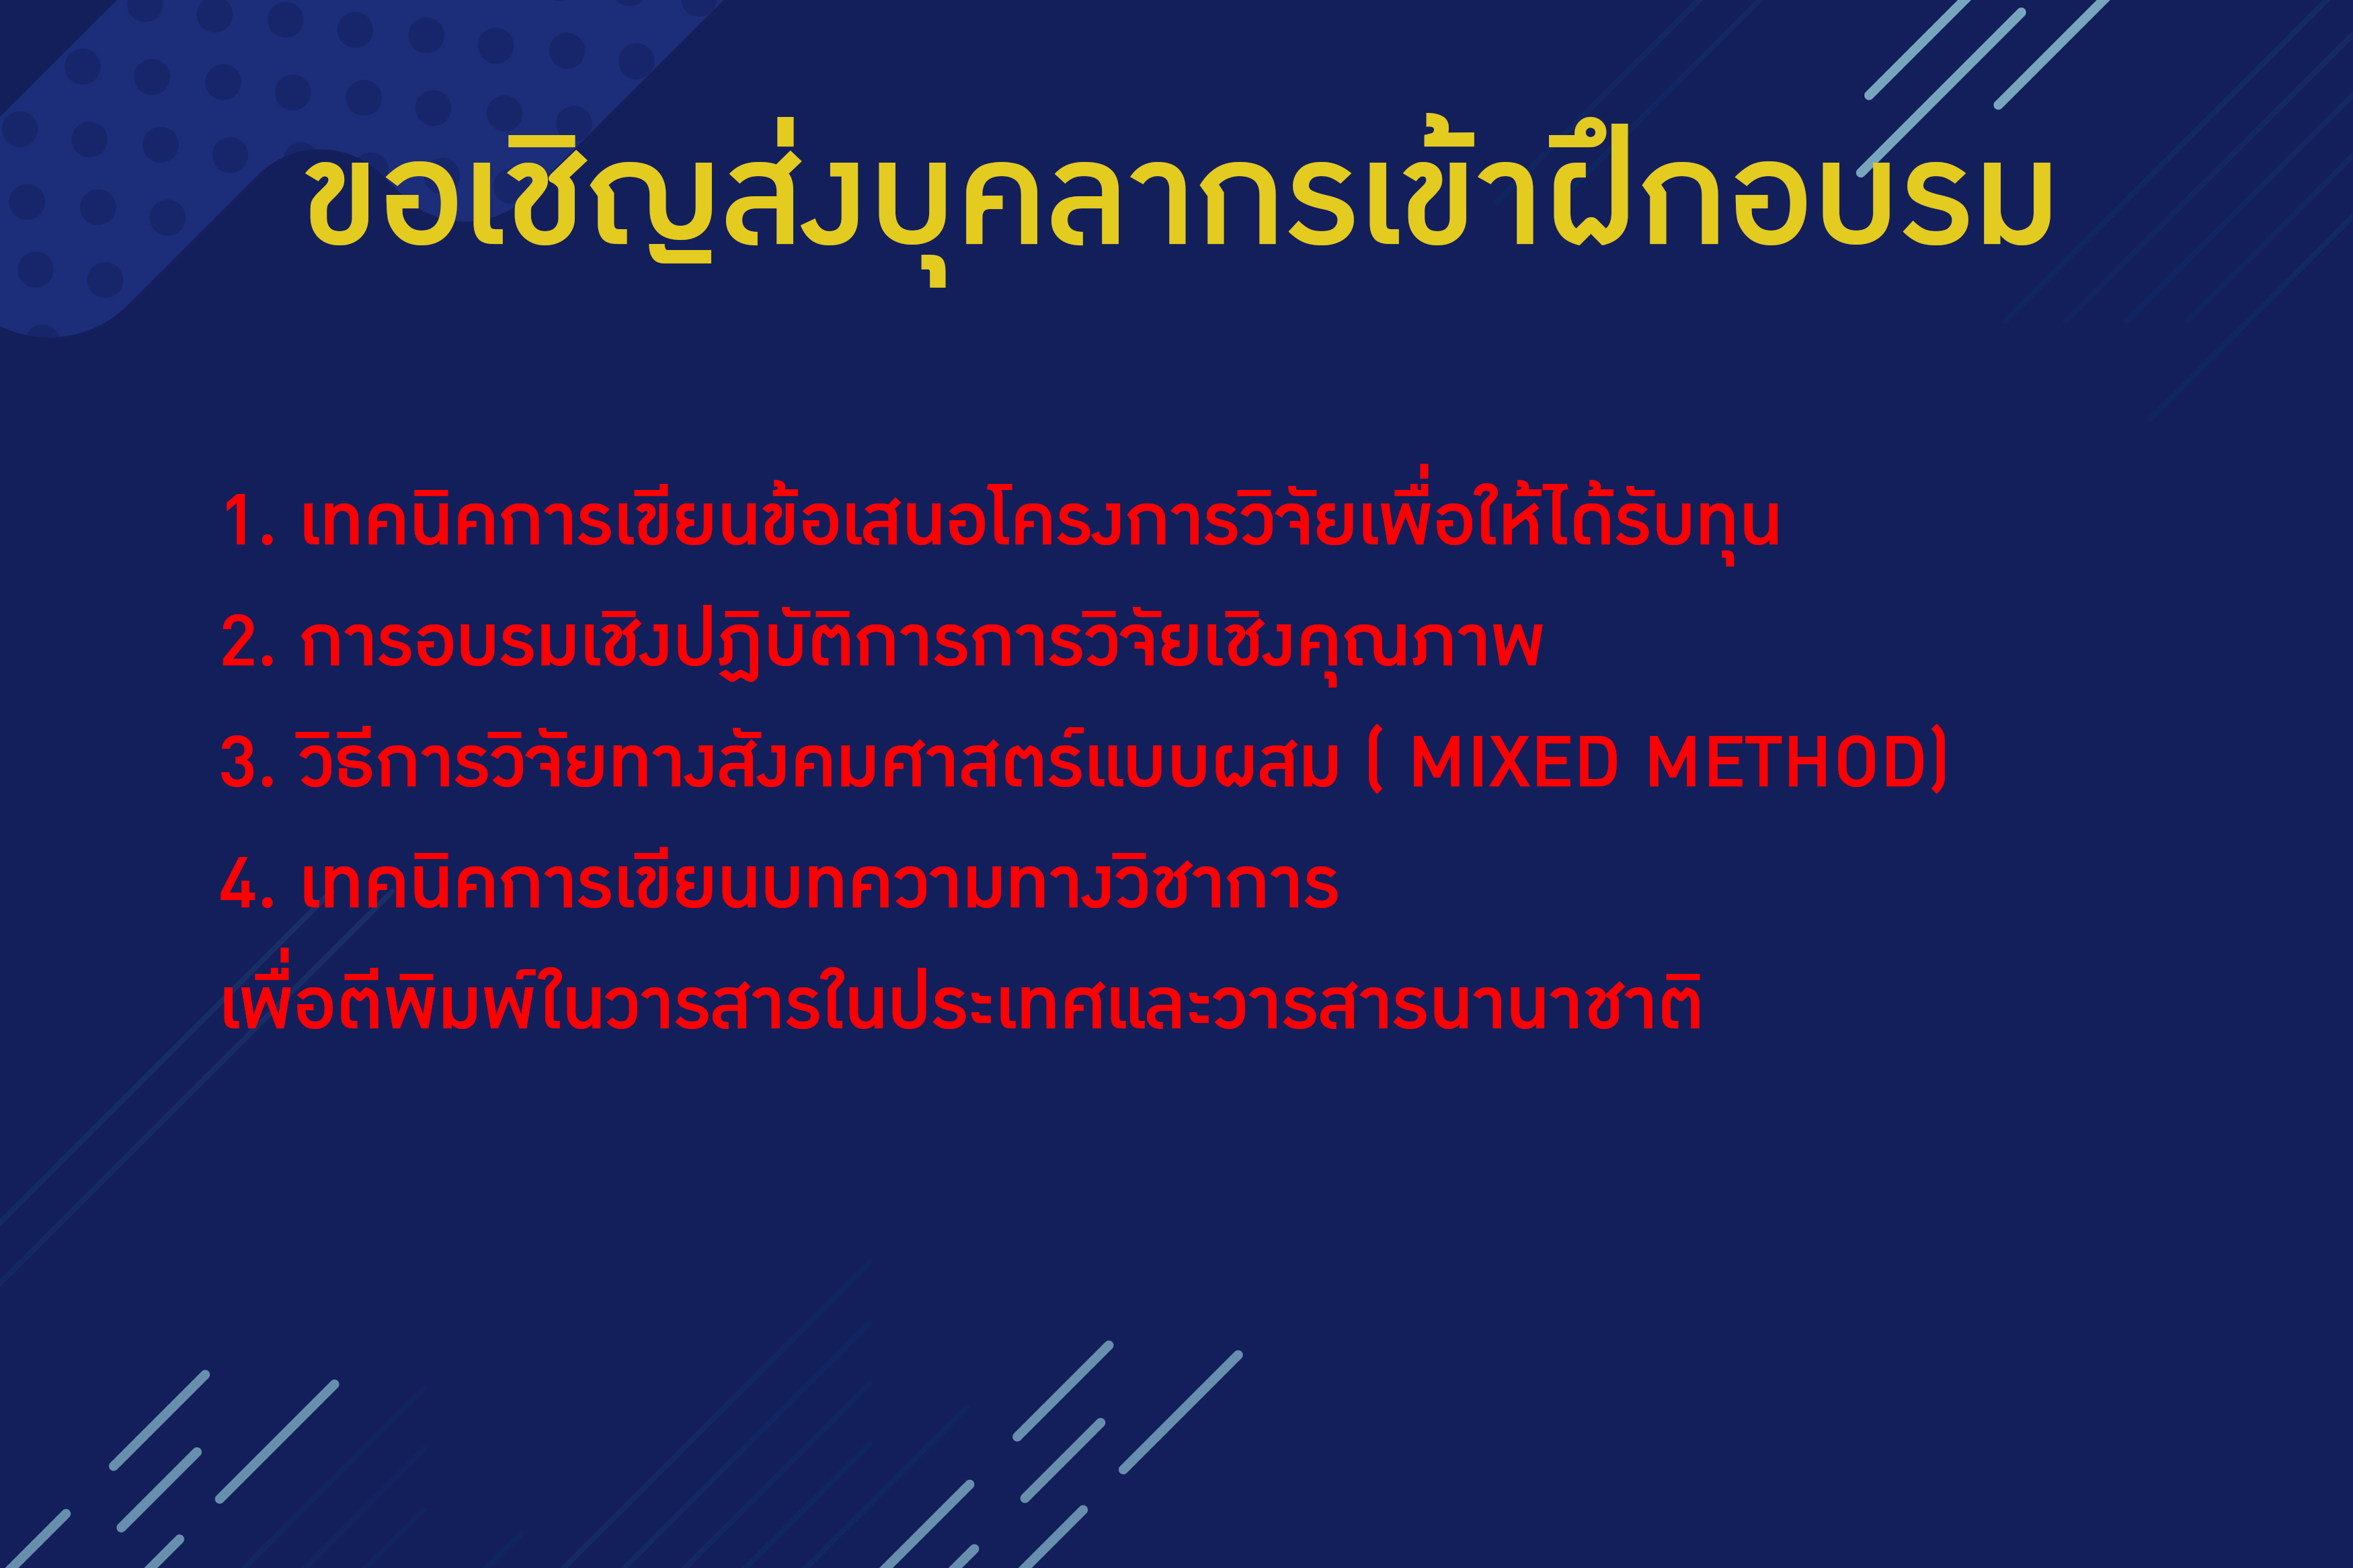 ขอเชิญส่งบุคลากรเข้าฝึกอบรม
1. เทคนิคการเขียนข้อเสนอโครงการวิจัยเพื่อให้ได้รับทุน
2. การอบรมเชิงปฏิบัติการการวิจัยเชิงคุณภาพ
3. วิธีการวิจัยทางสังคมศาสตร์แบบผสม ( MIXED METHOD)
4. เทคนิคการเขียนบทความทางวิชาการ
เพื่อตีพิมพ์ในวารสารในประเทศและวารสารนานาชาติ